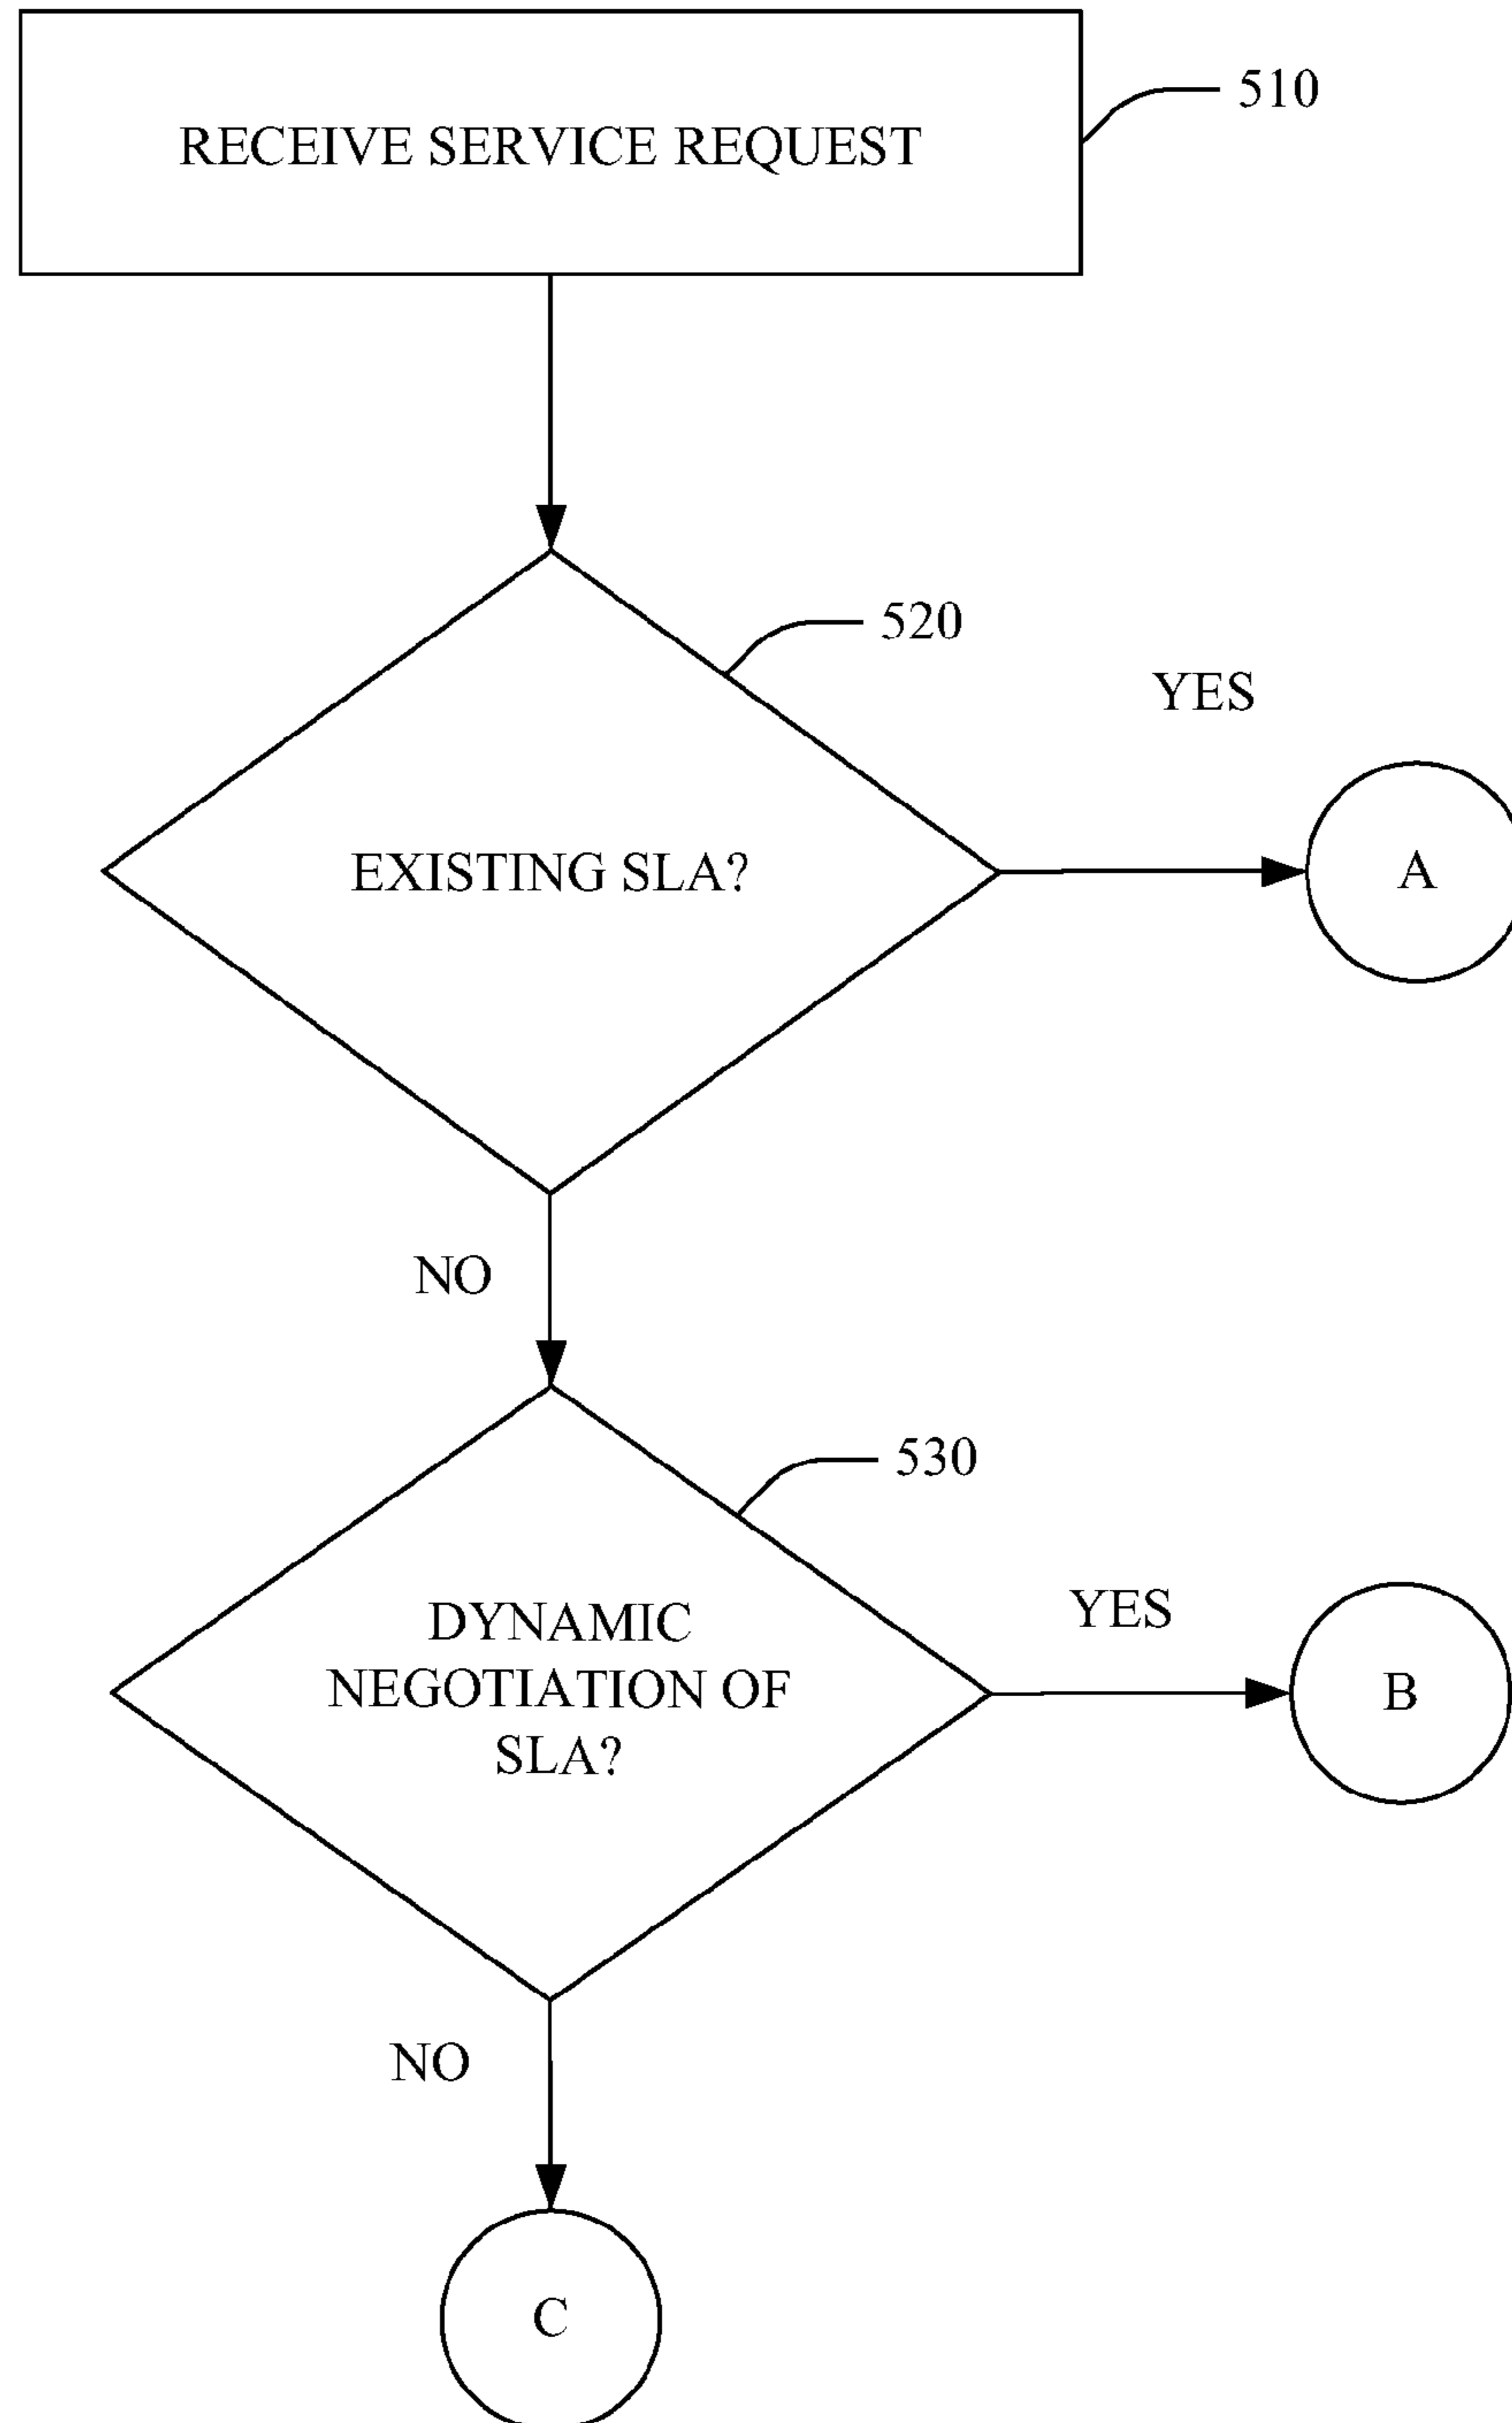 RECEIVE SERVICE REQUEST
510
520
YES
EXISTING SLA?
A
NO
530
DYNAMIC
NEGOTIATION OF
SLA?
YES
B
NO
C